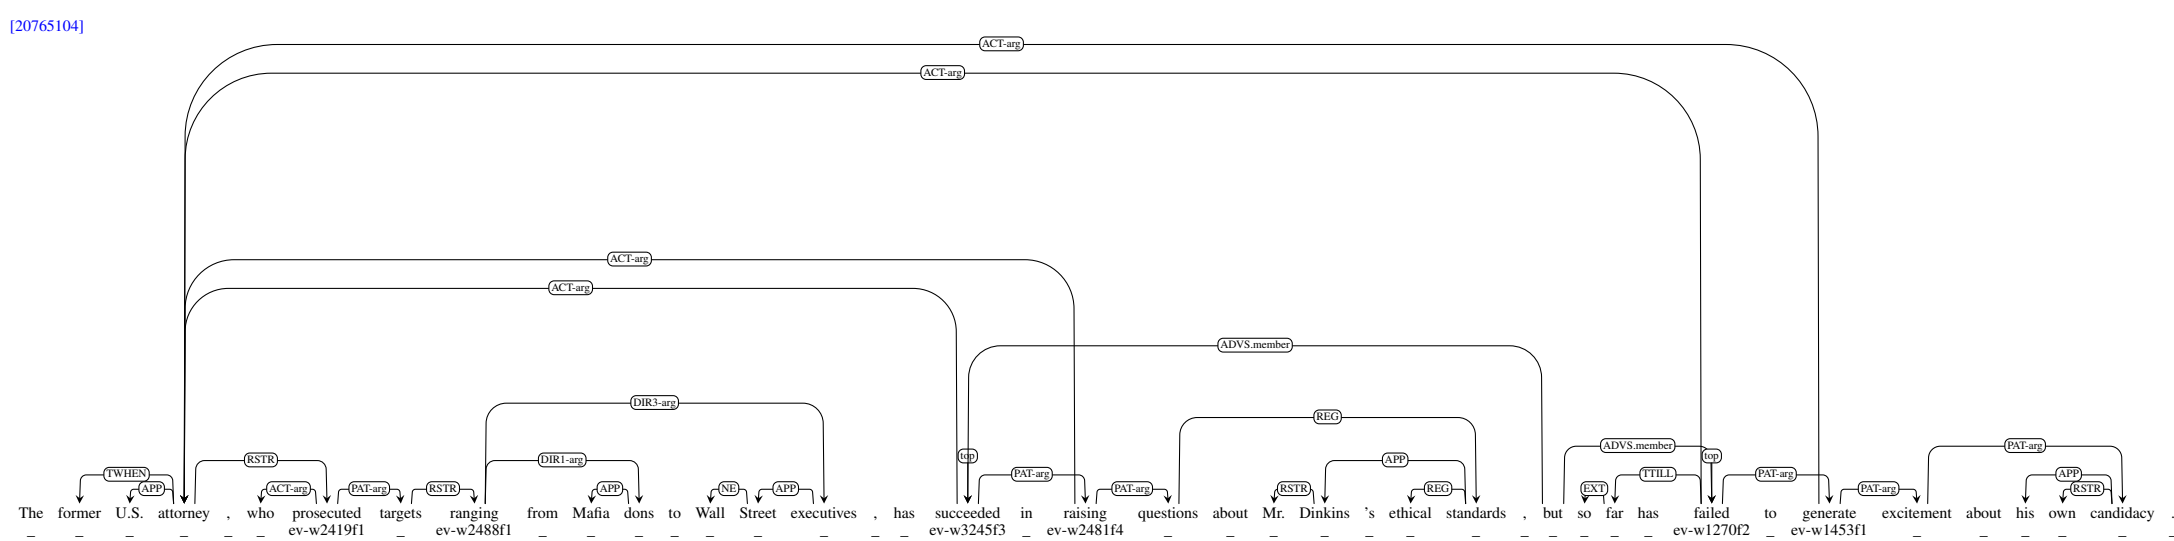 [20765104]
ACT-arg
ACT-arg
ACT-arg
ACT-arg
ADVS.member
DIR3-arg
REG
ADVS.member PAT-arg
top top
RSTR DIR1-arg APP
TWHEN PAT-arg TTILL PAT-arg APP
APP ACT-arg PAT-arg RSTR APP NE APP PAT-arg RSTR REG EXT PAT-arg RSTR
The former U.S. attorney , who prosecuted targets ranging from Mafia dons to Wall Street executives , has succeeded in raising questions about Mr. Dinkins 's ethical standards , but so far has failed to generate excitement about his own candidacy .
_ _ _ _ _ _ ev-w2419f1 _ ev-w2488f1 _ _ _ _ _ _ _ _ _ ev-w3245f3 _ ev-w2481f4 _ _ _ _ _ _ _ _ _ _ _ _ ev-w1270f2 _ ev-w1453f1 _ _ _ _ _ _